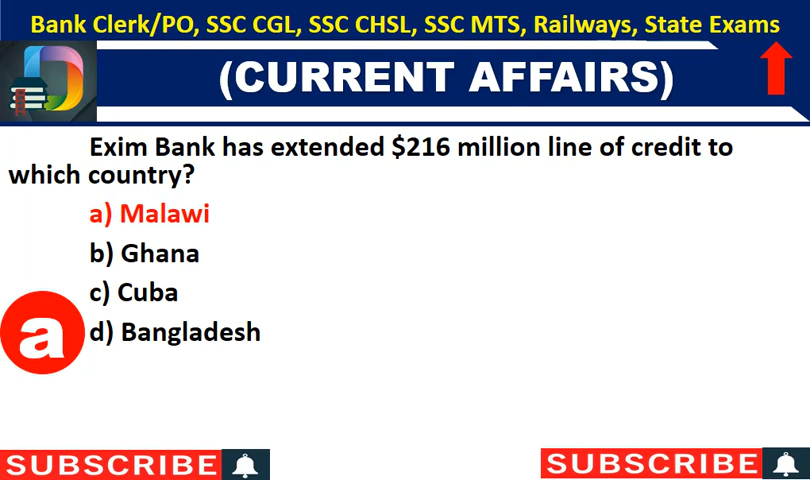 Bank Clerk/PO, SSC CGL, SSC CHSL, SSC MTS, Railways, State Exams
(CURRENT AFFAIRS)
Exim Bank has extended $216 million line of credit to
which country?
a) Malawi
b) Ghana
c) Cuba
a
d) Bangladesh
SUBSCRIBE
SUBSCRIBE